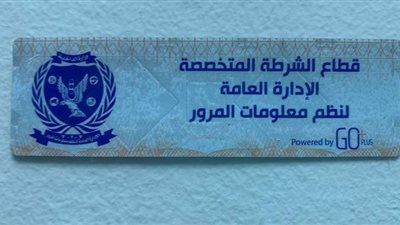 قطاع الشرطة المتخصصة
الإدارة العامة
لنظم معلومات المرور
Powered by GO PLUS